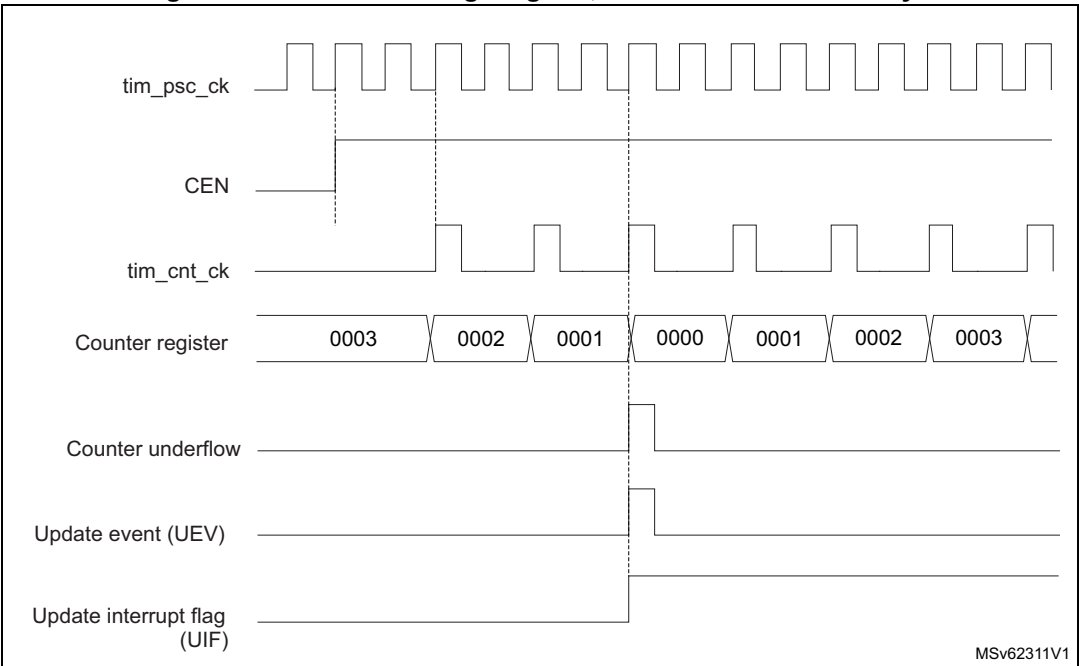 tim_psc_ck
CEN
tim_cnt_ck
Counter register
0003 0002 0001 0000 0001 0002 0003
Counter underflow
Update event (UEV)
Update interrupt flag
(UIF)
MSv62311V1